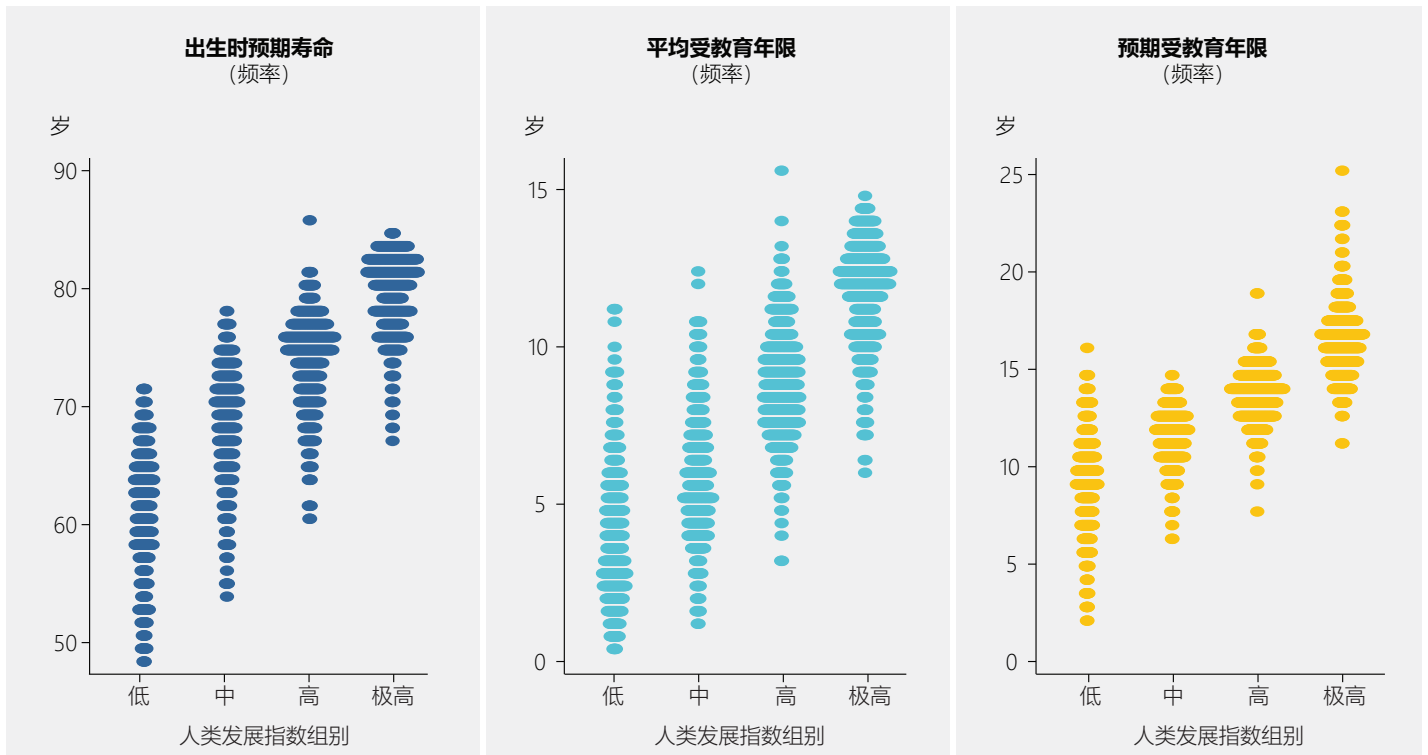 出生时预期寿命
（频率）
岁
90
80
70
60
50
低 中 高 极高
人类发展指数组别
平均受教育年限
（频率）
岁
15
10
5
0
低 中 高 极高
人类发展指数组别
预期受教育年限
（频率）
岁
25
20
15
10
5
0
低 中 高 极高
人类发展指数组别